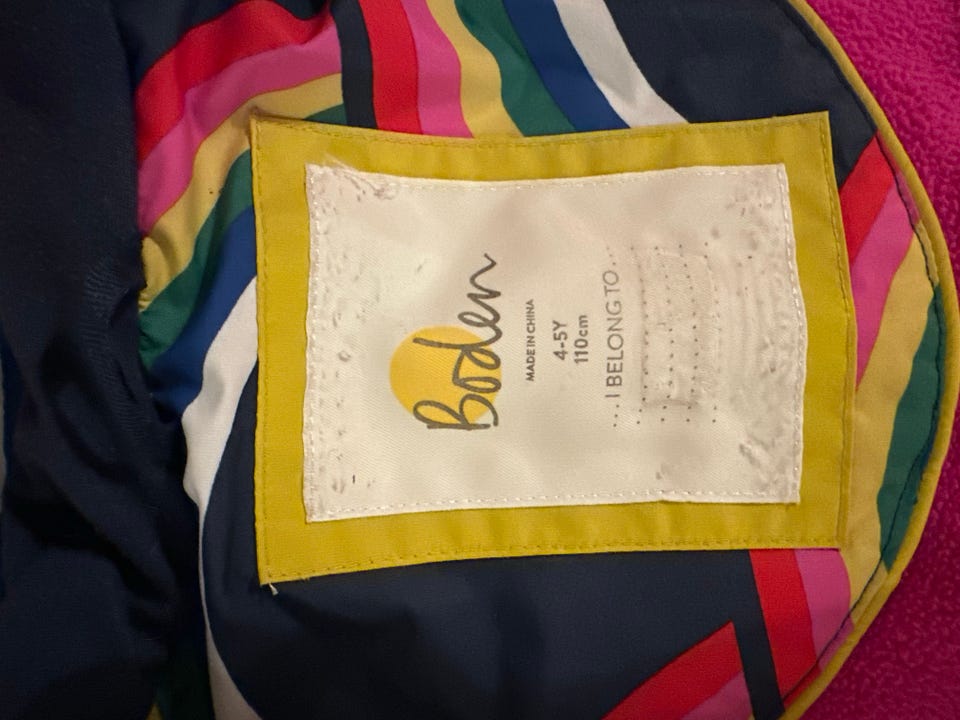 Boden
MADE IN CHINA
4-5Y
110cm
...I BELONG TO...